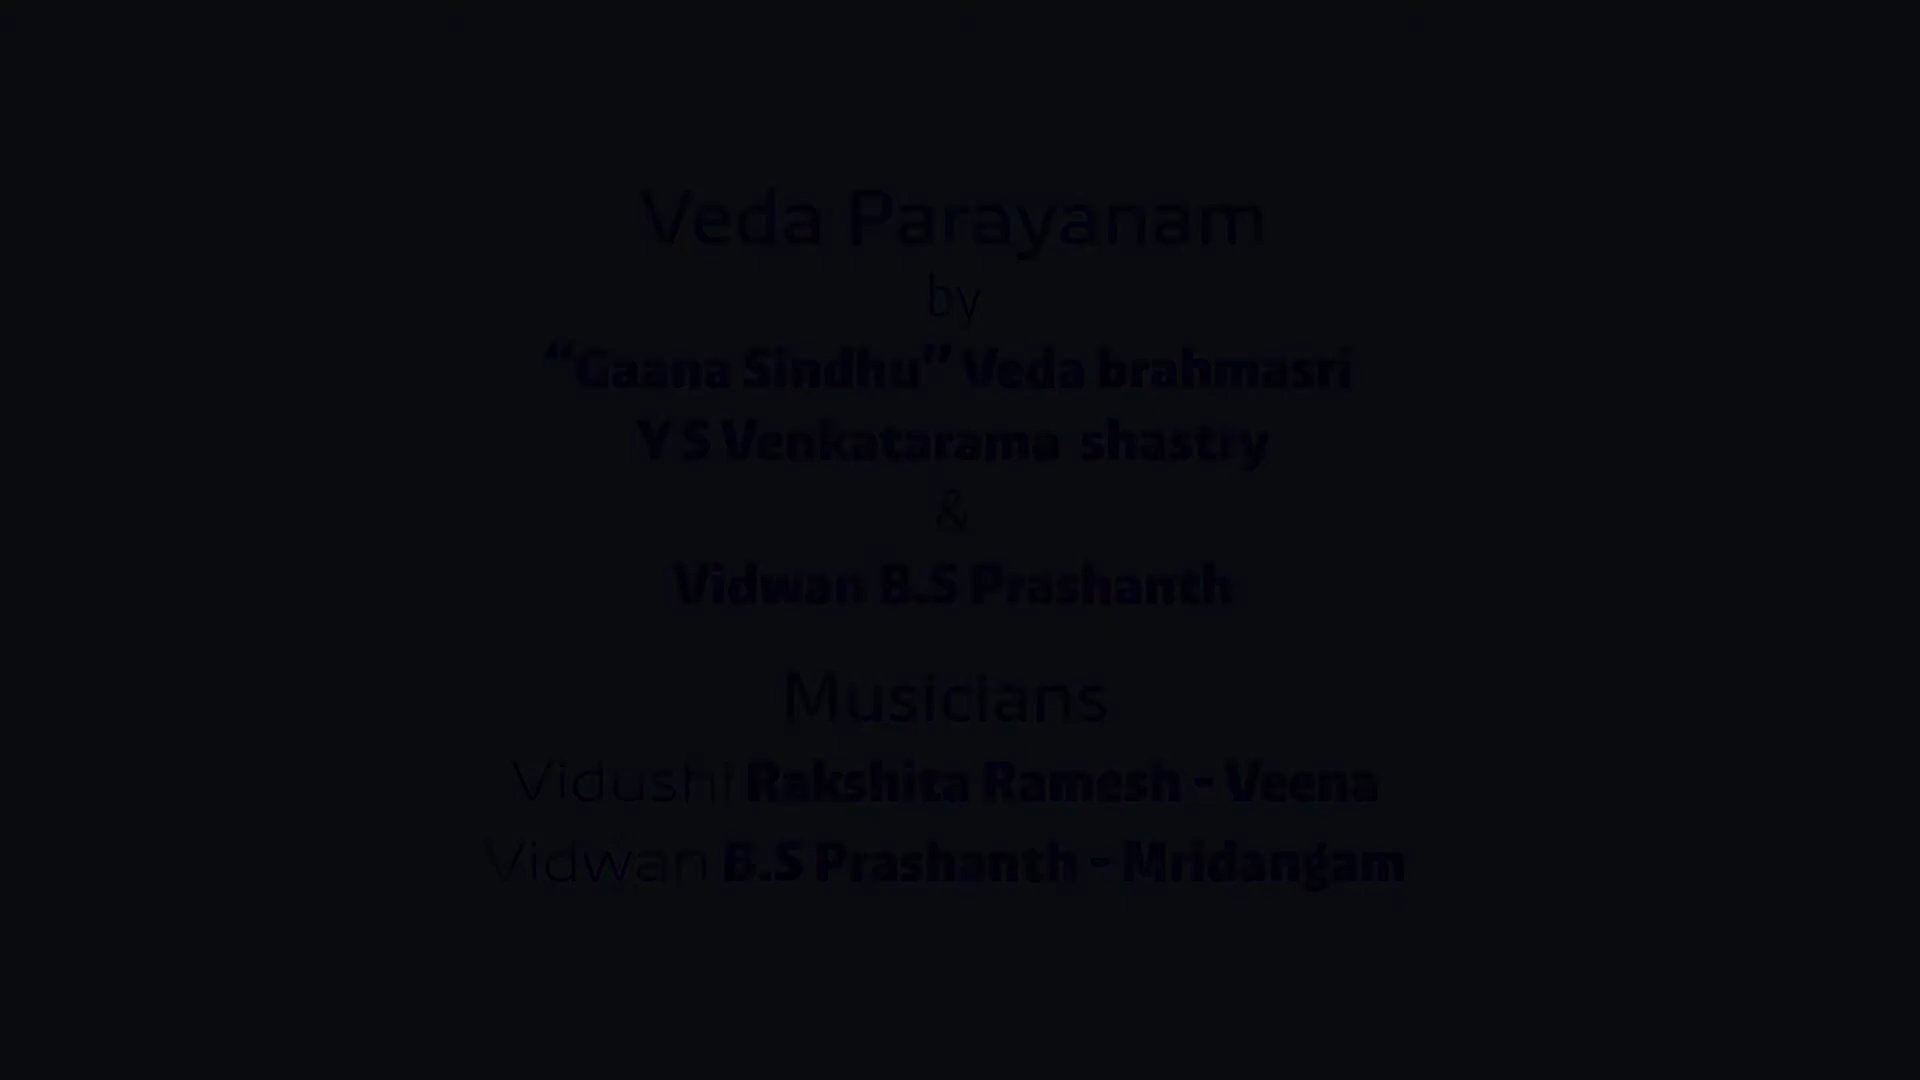 Veda Parayanam
by
“Gaana Sindhu” Veda brahmasri
Y S Venkatarama shastry
&
Vidwan B.S Prashanth
Musicians
Vidushi Rakshita Ramesh - Veena
Vidwan B.S Prashanth - Mridangam